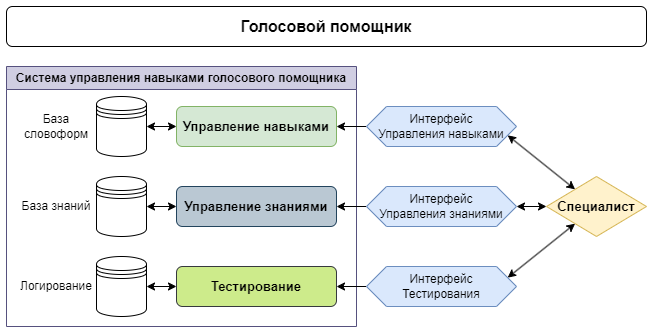 Голосовой помощник
Система управления навыками голосового помощника
База
словоформ
Управление навыками
Интерфейс
Управления навыками
База знаний
Управление знаниями
Интерфейс
Управления знаниями
Специалист
Логирование
Тестирование
Интерфейс
Тестирования